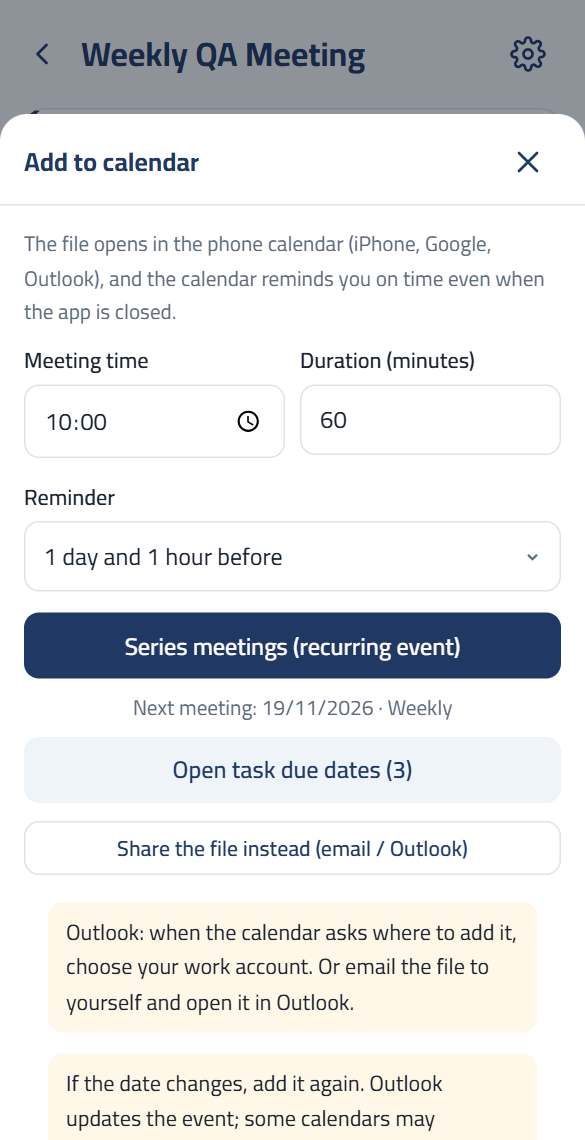 Weekly QA Meeting
Add to calendar
The file opens in the phone calendar (iPhone, Google,
Outlook), and the calendar reminds you on time even when
the app is closed.
Meeting time
Duration (minutes)
10:00
60
Reminder
1 day and 1 hour before
Series meetings (recurring event)
Next meeting: 19/11/2026 · Weekly
Open task due dates (3)
Share the file instead (email / Outlook)
Outlook: when the calendar asks where to add it,
choose your work account. Or email the file to
yourself and open it in Outlook.
If the date changes, add it again. Outlook
updates the event; some calendars may